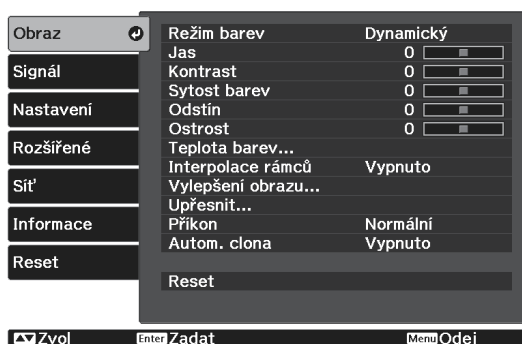 Obraz
Signál
Nastavení
Rozšířené
Síť
Informace
Reset
Režim barev Dynamický
Jas 0
Kontrast 0
Sytost barev 0
Odstín 0
Ostrost 0
Teplota barev...
Interpolace rámců Vypnuto
Vylepšení obrazu...
Upřesnit...
Příkon Normální
Autom. clona Vypnuto
Reset
Zvol Enter Zadat Menu Odej